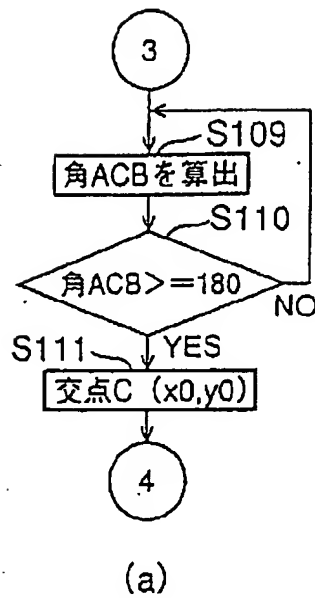 3
S109
角ACBを算出
S110
角ACB>=180
NO
S111
YES
交点C (x0,y0)
4
(a)